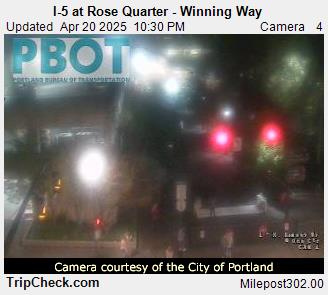 I-5 at Rose Quarter - Winning Way
Updated Apr 20 2025 10:30 PM Camera 4
PBOT
PORTLAND BUREAU OF TRANSPORTATION
Camera courtesy of the City of Portland
TripCheck.com Milepost302.00